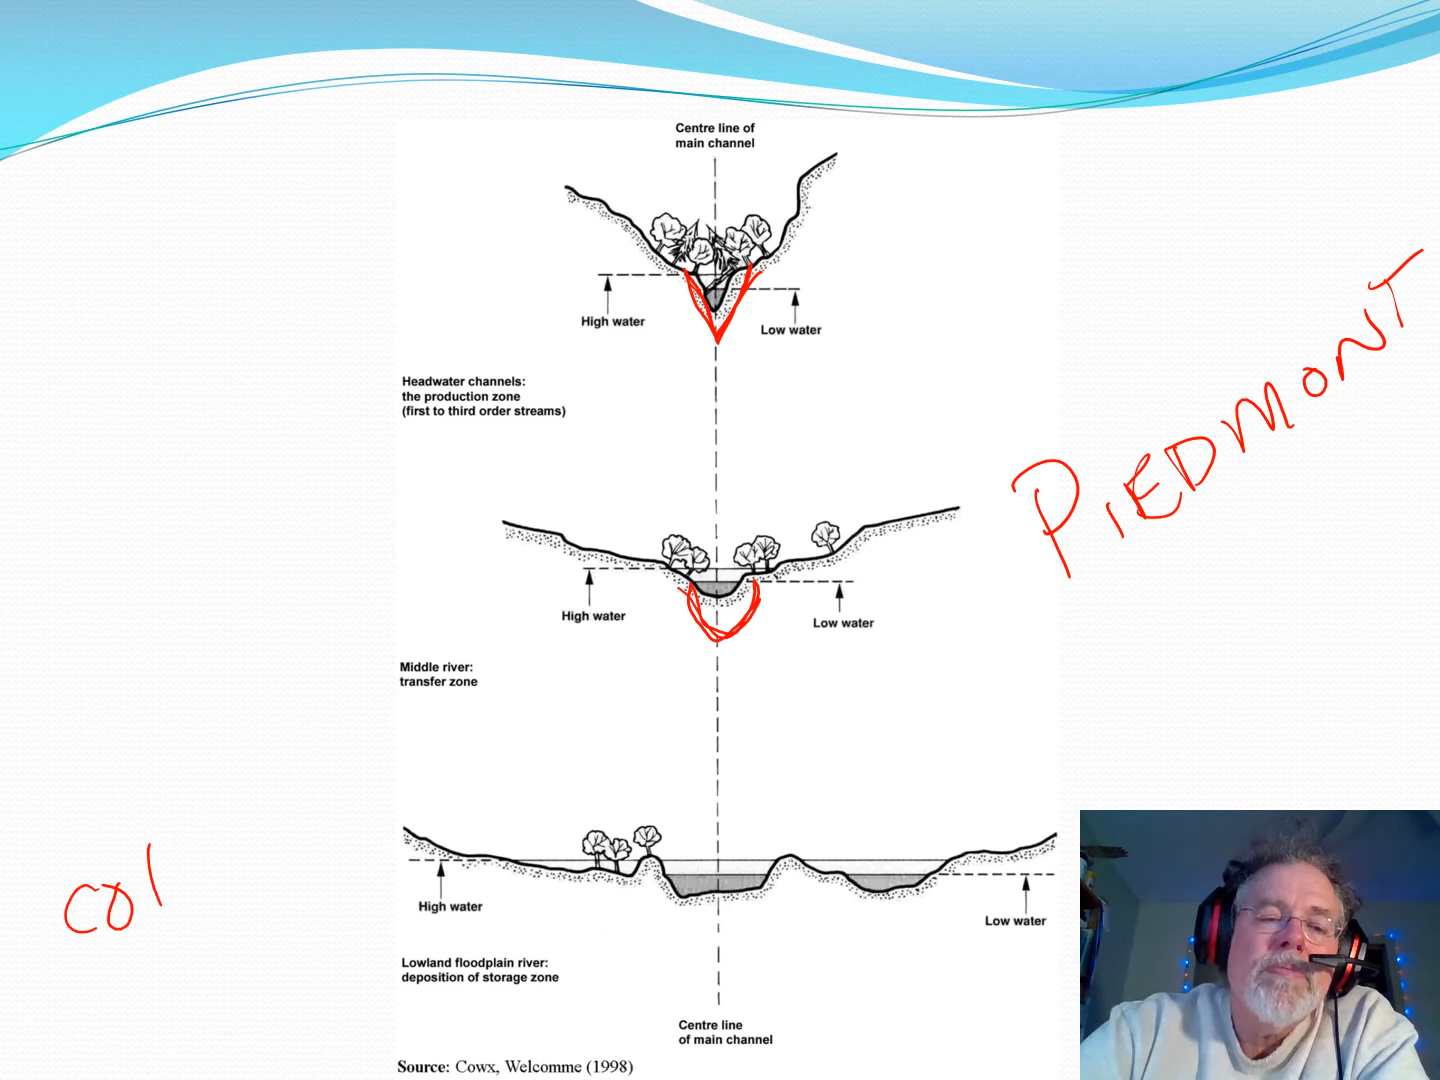 Centre line of
main channel
High water
Low water
Headwater channels:
the production zone
(first to third order streams)
PIEDMONT
High water
Low water
Middle river:
transfer zone
CO
High water
Low water
Lowland floodplain river:
deposition of storage zone
Centre line
of main channel
Source: Cowx, Welcomme (1998)